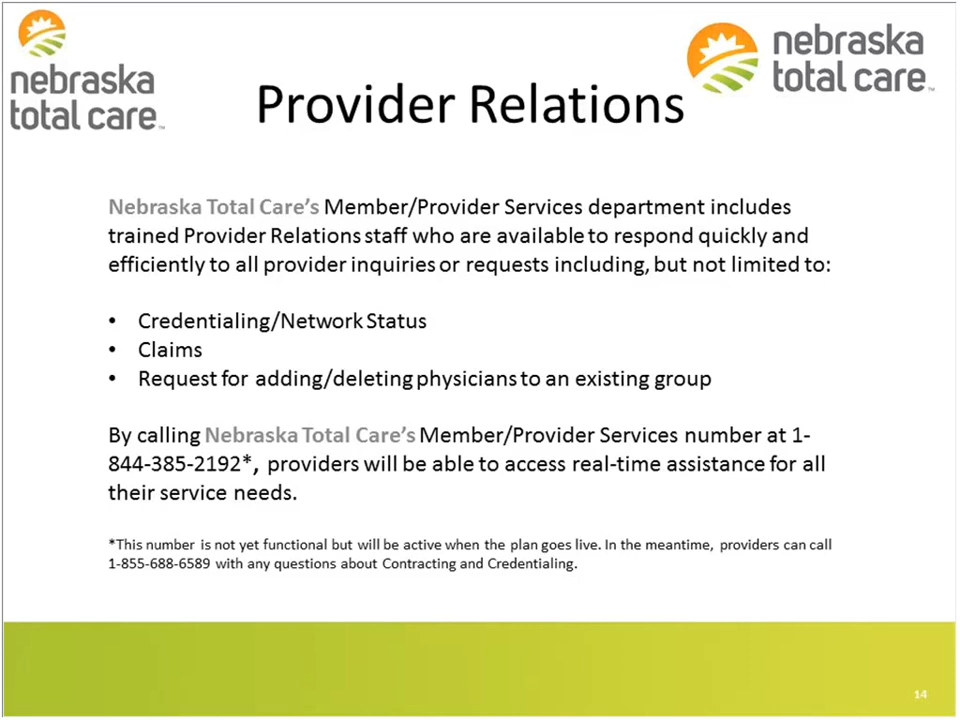 nebraska
total care™
nebraska
total care™
Provider Relations
Nebraska Total Care's Member/Provider Services department includes
trained Provider Relations staff who are available to respond quickly and
efficiently to all provider inquiries or requests including, but not limited to:
• Credentialing/Network Status
• Claims
• Request for adding/deleting physicians to an existing group
By calling Nebraska Total Care's Member/Provider Services number at 1-
844-385-2192*, providers will be able to access real-time assistance for all
their service needs.
*This number is not yet functional but will be active when the plan goes live. In the meantime, providers can call
1-855-688-6589 with any questions about Contracting and Credentialing.
14